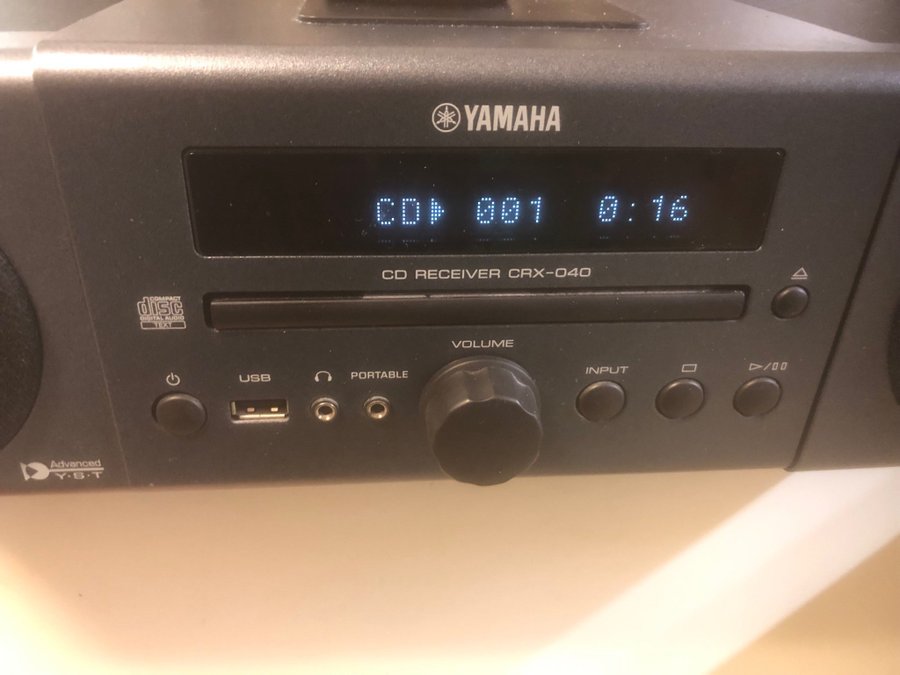 YAMAHA
CD 001 0:16
CD RECEIVER CRX-040
COMPACT
disc
DIGITAL AUDIO
TEXT
VOLUME
USB
PORTABLE
INPUT
Advanced
Y·S·T